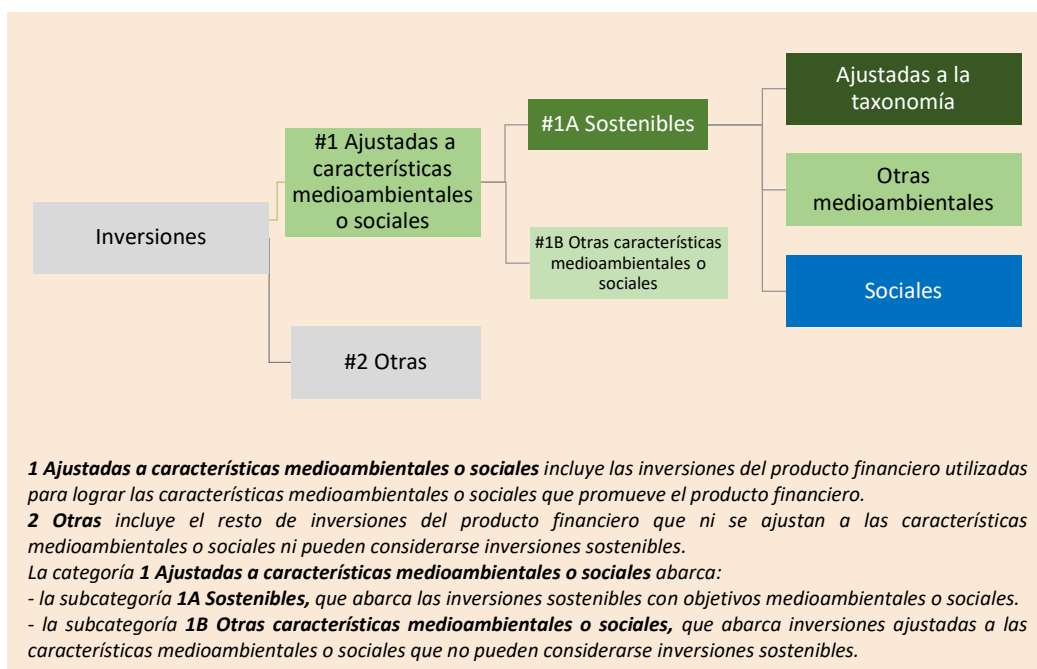 Inversiones
#1 Ajustadas a
características
medioambientales
o sociales
#2 Otras
#1A Sostenibles
#1B Otras características
medioambientales o
sociales
Ajustadas a la
taxonomía
Otras
medioambientales
Sociales
1 Ajustadas a características medioambientales o sociales incluye las inversiones del producto financiero utilizadas
para lograr las características medioambientales o sociales que promueve el producto financiero.
2 Otras incluye el resto de inversiones del producto financiero que ni se ajustan a las características
medioambientales o sociales ni pueden considerarse inversiones sostenibles.
La categoría 1 Ajustadas a características medioambientales o sociales abarca:
- la subcategoría 1A Sostenibles, que abarca las inversiones sostenibles con objetivos medioambientales o sociales.
- la subcategoría 1B Otras características medioambientales o sociales, que abarca inversiones ajustadas a las
características medioambientales o sociales que no pueden considerarse inversiones sostenibles.